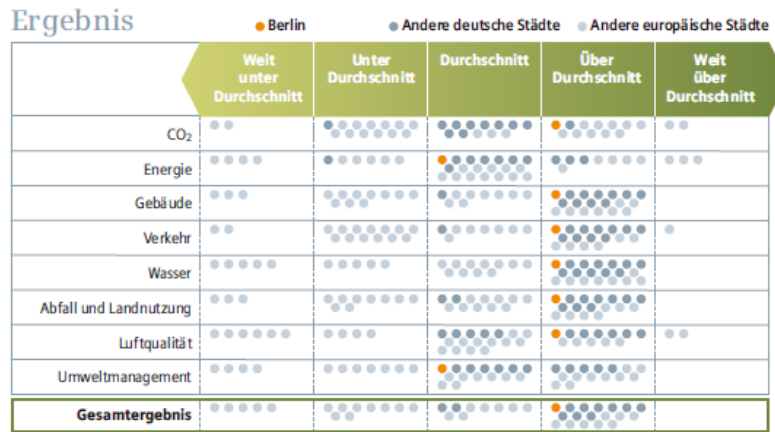 Ergebnis
Berlin
Andere deutsche Städte
Andere europäische Städte
Weit
unter
Durchschnitt
Unter
Durchschnitt
Durchschnitt
Über
Durchschnitt
Weit
über
Durchschnitt
CO₂
Energie
Gebäude
Verkehr
Wasser
Abfall und Landnutzung
Luftqualität
Umweltmanagement
Gesamtergebnis